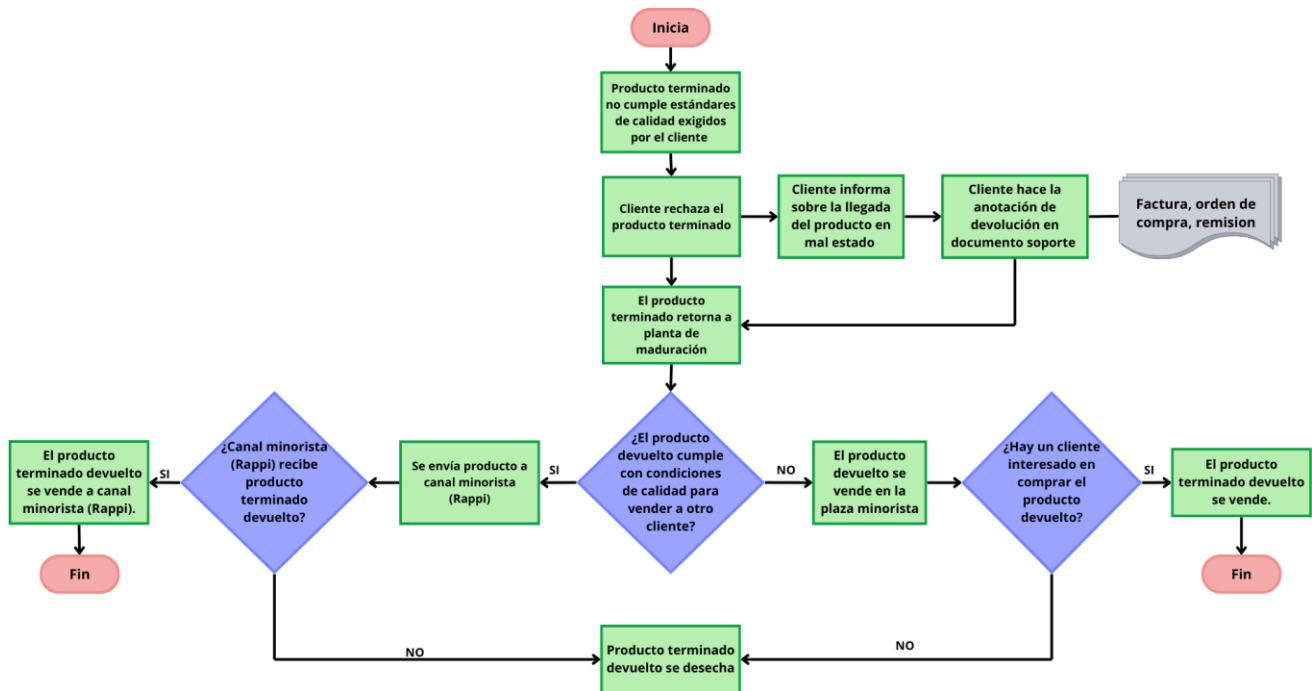 Inicia
Producto terminado
no cumple estándares
de calidad exigidos
por el cliente
Cliente rechaza el
producto terminado
Cliente informa
sobre la llegada
del producto en
mal estado
Cliente hace la
anotación de
devolución en
documento soporte
Factura, orden de
compra, remision
El producto
terminado retorna a
planta de
maduración
¿El producto
devuelto cumple
con condiciones
de calidad para
vender a otro
cliente?
SI
Se envía producto a
canal minorista
(Rappi)
¿Canal minorista
(Rappi) recibe
producto
terminado
devuelto?
SI
El producto
terminado devuelto
se vende a canal
minorista (Rappi).
Fin
NO
El producto
devuelto se
vende en la
plaza minorista
¿Hay un cliente
interesado en
comprar el
producto
devuelto?
SI
El producto
terminado devuelto
se vende.
Fin
NO
NO
Producto terminado
devuelto se desecha